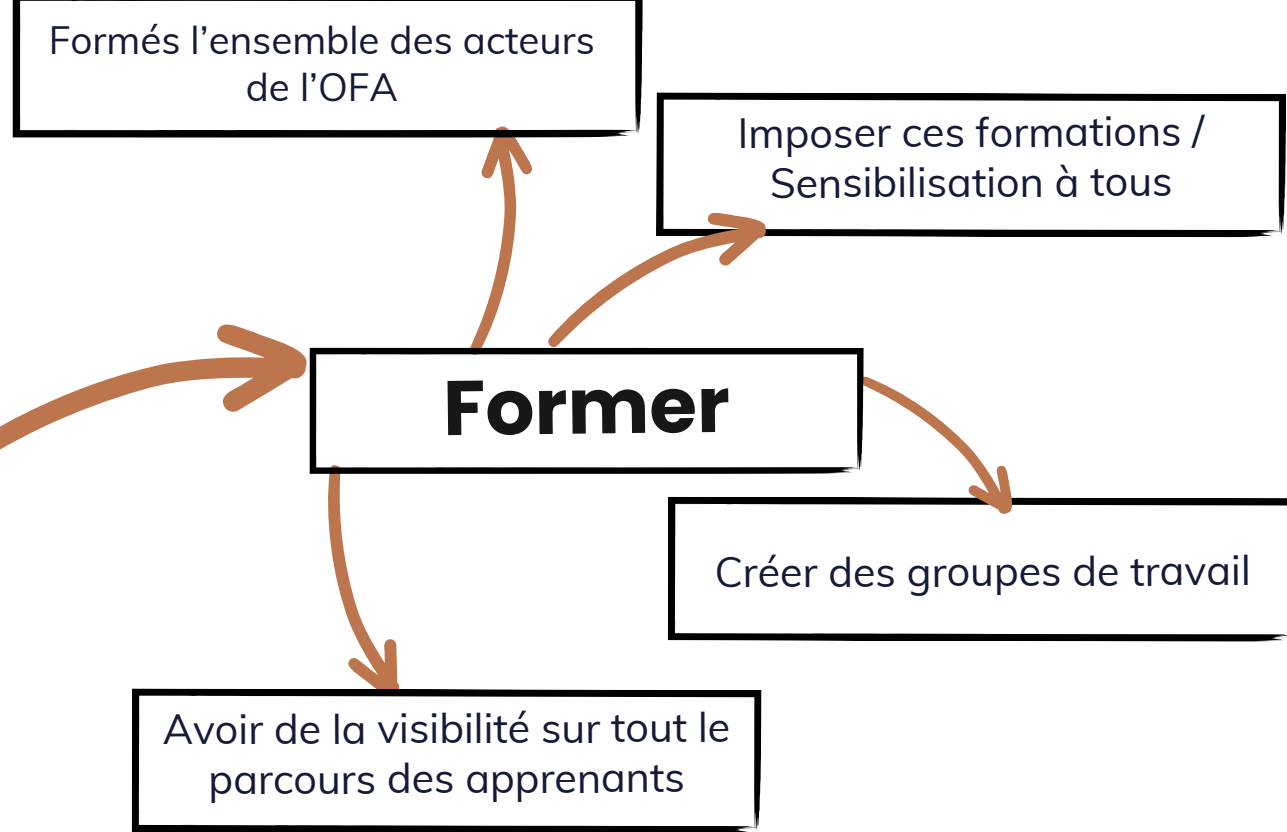 Formés l’ensemble des acteurs
de l’OFA
Imposer ces formations /
Sensibilisation à tous
Former
Créer des groupes de travail
Avoir de la visibilité sur tout le
parcours des apprenants